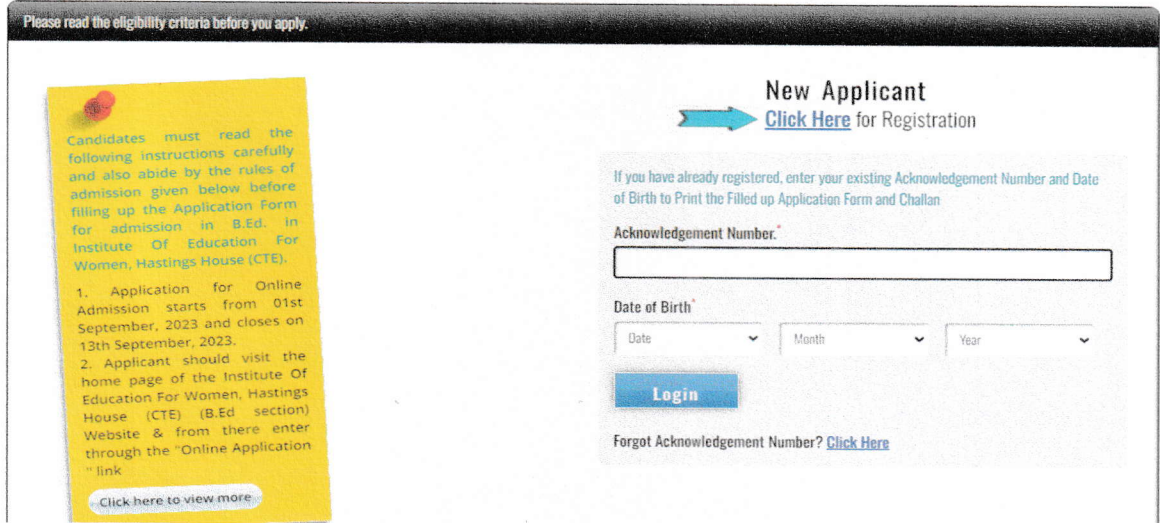 Please read the eligibility criteria before you apply.
Candidates must read the
following instructions carefully
and also abide by the rules of
admission given below before
filling up the Application Form
for admission in B.Ed. in
Institute Of Education For
Women, Hastings House (CTE).
1. Application for Online
Admission starts from 01st
September, 2023 and closes on
13th September, 2023.
2. Applicant should visit the
home page of the Institute Of
Education For Women, Hastings
House (CTE) (B.Ed section)
Website & from there enter
through the "Online Application
" link
Click here to view more
New Applicant
Click Here for Registration
If you have already registered, enter your existing Acknowledgement Number and Date
of Birth to Print the Filled up Application Form and Challan
Acknowledgement Number.*
Date of Birth*
Date Month Year
Login
Forgot Acknowledgement Number? Click Here